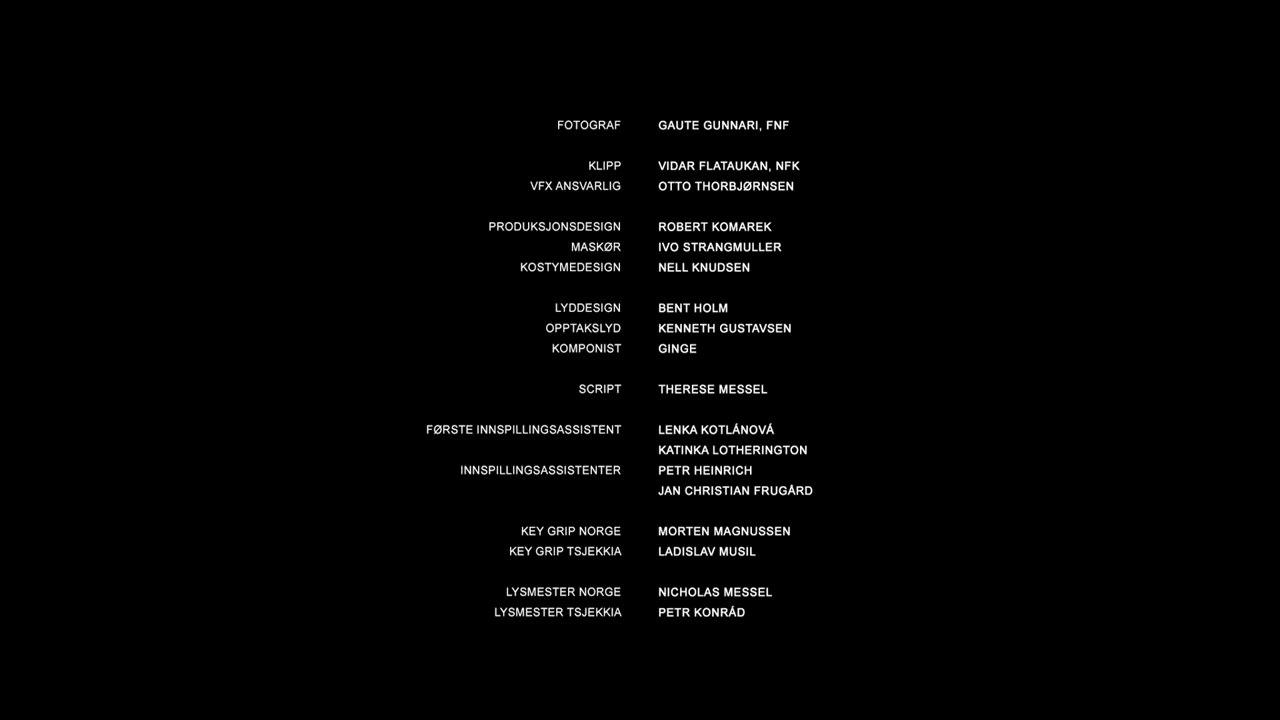 FOTOGRAF GAUTE GUNNARI, FNF
KLIPP VIDAR FLATAUKAN, NFK
VFX ANSVARLIG OTTO THORBJØRNSEN
PRODUKSJONSDESIGN ROBERT KOMAREK
MASKØR IVO STRANGMULLER
KOSTYMEDESIGN NELL KNUDSEN
LYDDESIGN BENT HOLM
OPPTAKSLYD KENNETH GUSTAVSEN
KOMPONIST GINGE
SCRIPT THERESE MESSEL
FØRSTE INNSPILLINGSASSISTENT LENKA KOTLÁNOVÁ
KATINKA LOTHERINGTON
INNSPILLINGSASSISTENTER PETR HEINRICH
JAN CHRISTIAN FRUGÅRD
KEY GRIP NORGE MORTEN MAGNUSSEN
KEY GRIP TSJEKKIA LADISLAV MUSIL
LYSMESTER NORGE NICHOLAS MESSEL
LYSMESTER TSJEKKIA PETR KONRÁD